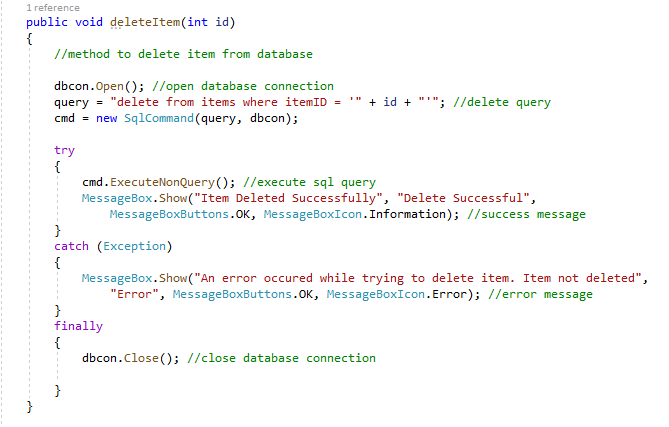 1 reference
public void deleteItem(int id)
{
//method to delete item from database
dbcon.Open(); //open database connection
query = "delete from items where itemID = '" + id + "'"; //delete query
cmd = new SqlCommand(query, dbcon);
try
{
cmd.ExecuteNonQuery(); //execute sql query
MessageBox.Show("Item Deleted Successfully", "Delete Successful",
MessageBoxButtons.OK, MessageBoxIcon.Information); //success message
}
catch (Exception)
{
MessageBox.Show("An error occured while trying to delete item. Item not deleted",
"Error", MessageBoxButtons.OK, MessageBoxIcon.Error); //error message
}
finally
{
dbcon.Close(); //close database connection
}
}